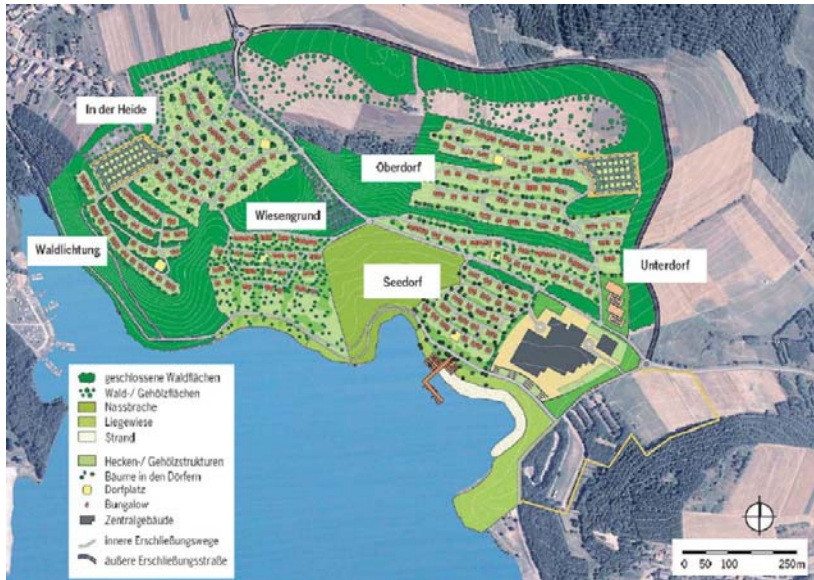 In der Heide
Oberdorf
Wiesengrund
Waldlichtung
Seedorf
Unterdorf
geschlossene Waldflächen
Wald-/ Gehölzflächen
Nassbrache
Liegewiese
Strand
Hecken-/ Gehölzstrukturen
Bäume in den Dörfern
Dorfplatz
Bungalow
Zentralgebäude
innere Erschließungswege
äußere Erschließungsstraße
0 50 100 250m